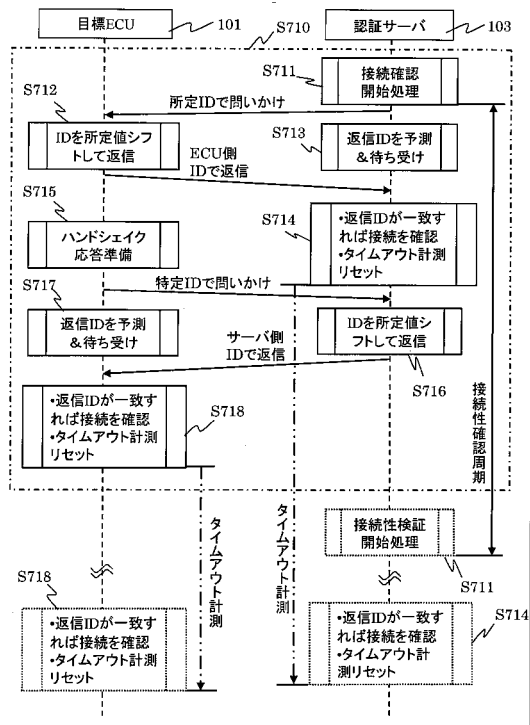 目標ECU
101
S710
認証サーバ
103
S711
接続確認
開始処理
S712
所定IDで問いかけ
IDを所定値シフ
トして返信
S713
返信IDを予測
&待ち受け
ECU側
IDで返信
S715
S714
・返信IDが一致す
れば接続を確認
・タイムアウト計測
リセット
ハンドシェイク
応答準備
特定IDで問いかけ
S717
返信IDを予測
&待ち受け
IDを所定値シ
フトして返信
サーバ側
IDで返信
S716
・返信IDが一致す
れば接続を確認
・タイムアウト計測
リセット
S718
接続性確認周期
タイムアウト計測
タイムアウト計測
接続性検証
開始処理
S711
S718
・返信IDが一致す
れば接続を確認
・タイムアウト計測
リセット
S714
・返信IDが一致す
れば接続を確認
・タイムアウト計
測リセット